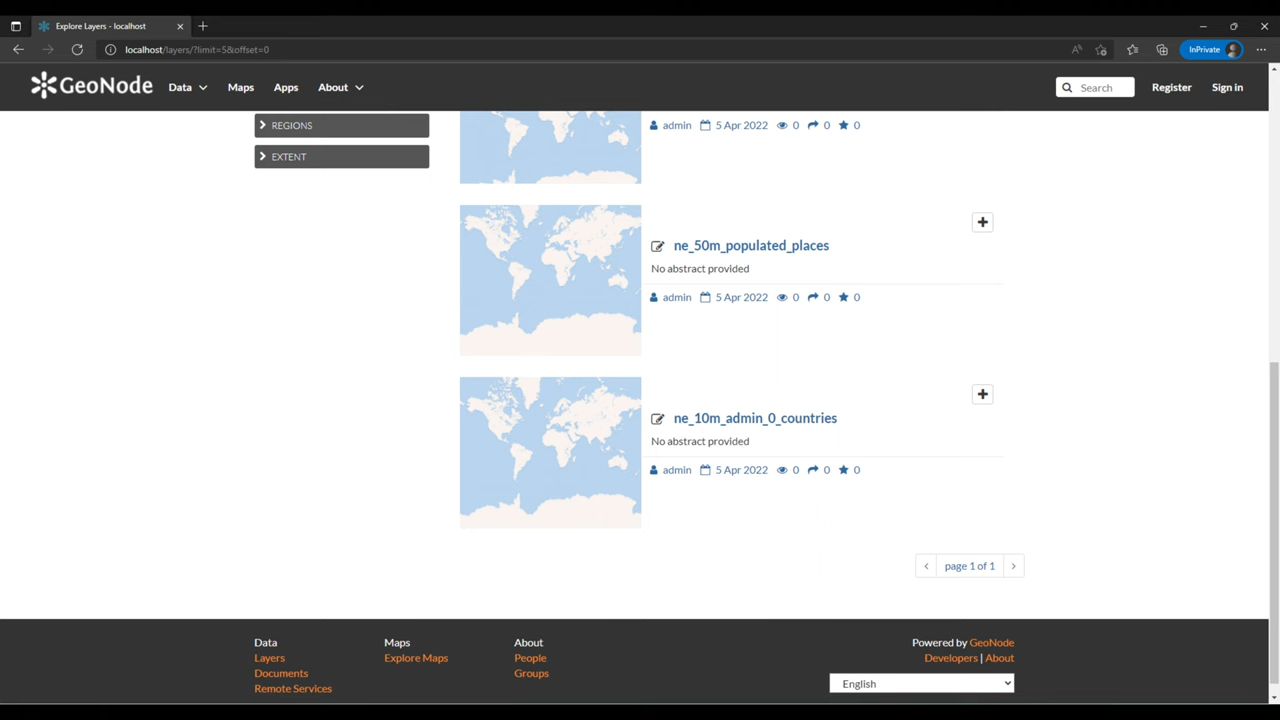 Explore Layers - localhost
localhost/layers/?limit=5&offset=0
InPrivate
GeoNode
Data
Maps
Apps
About
Search
Register
Sign in
REGIONS
EXTENT
admin 5 Apr 2022 0 0 0
ne_50m_populated_places
No abstract provided
admin 5 Apr 2022 0 0 0
ne_10m_admin_0_countries
No abstract provided
admin 5 Apr 2022 0 0 0
< page 1 of 1 >
Data
Layers
Documents
Remote Services
Maps
Explore Maps
About
People
Groups
Powered by GeoNode
Developers | About
English